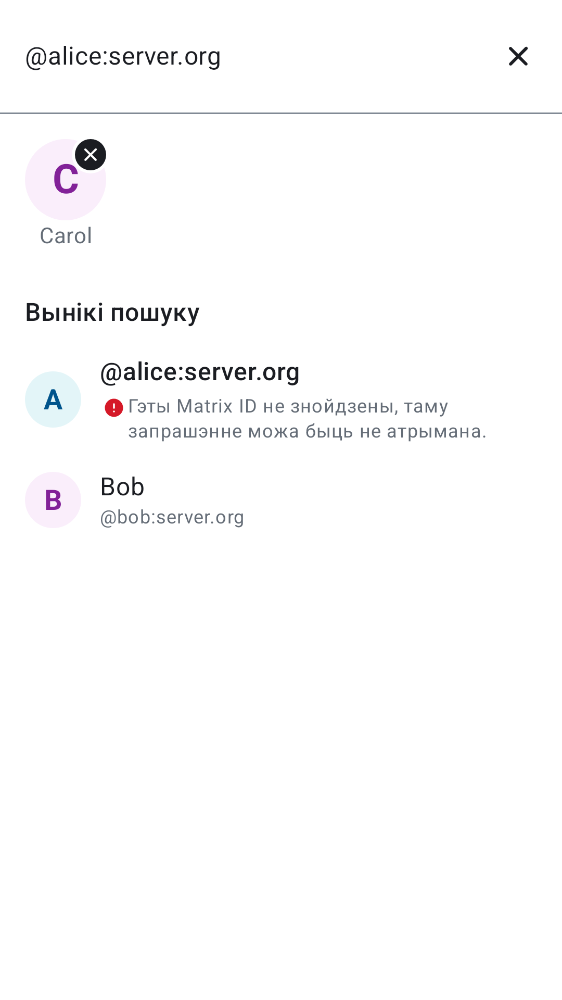 @alice:server.org
C
Carol
Вынікі пошуку
A
@alice:server.org
Гэты Matrix ID не знойдзены, таму
запрашэнне можа быць не атрымана.
B
Bob
@bob:server.org